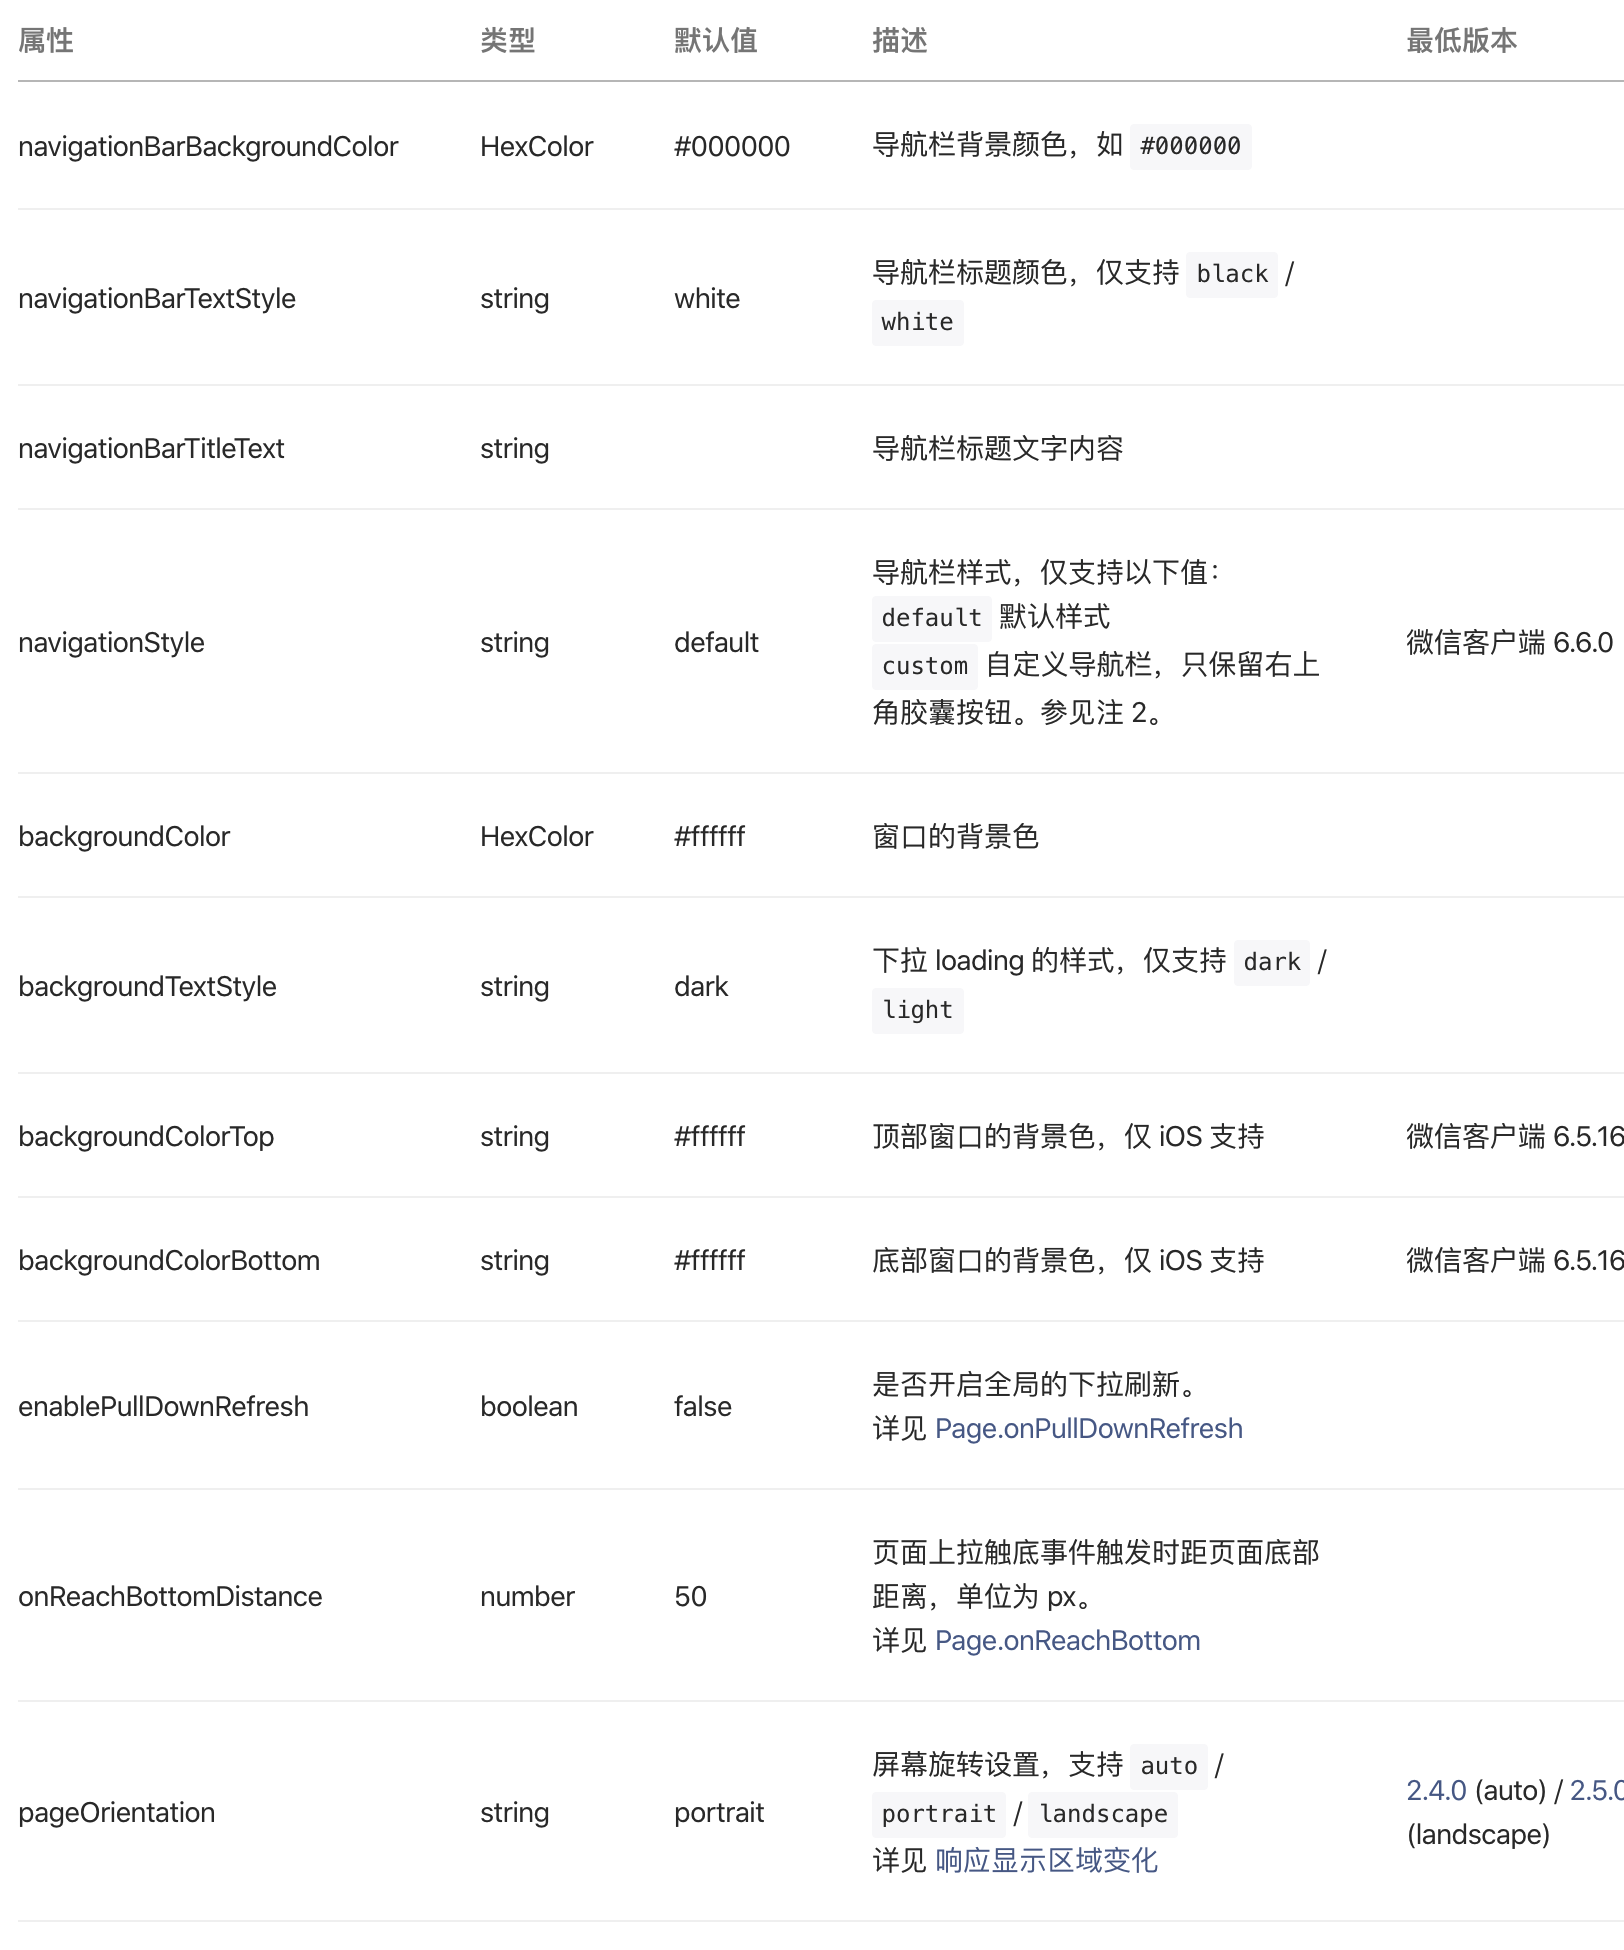 属性 类型 默认值 描述 最低版本
navigationBarBackgroundColor HexColor #000000 导航栏背景颜色，如 #000000
navigationBarTextStyle string white 导航栏标题颜色，仅支持 black /
white
navigationBarTitleText string 导航栏标题文字内容
navigationStyle string default 导航栏样式，仅支持以下值：
default 默认样式
custom 自定义导航栏，只保留右上
角胶囊按钮。参见注 2。
微信客户端 6.6.0
backgroundColor HexColor #ffffff 窗口的背景色
backgroundTextStyle string dark 下拉 loading 的样式，仅支持 dark /
light
backgroundColorTop string #ffffff 顶部窗口的背景色，仅 iOS 支持 微信客户端 6.5.16
backgroundColorBottom string #ffffff 底部窗口的背景色，仅 iOS 支持 微信客户端 6.5.16
enablePullDownRefresh boolean false 是否开启全局的下拉刷新。
详见 Page.onPullDownRefresh
onReachBottomDistance number 50 页面上拉触底事件触发时距页面底部
距离，单位为 px。
详见 Page.onReachBottom
pageOrientation string portrait 屏幕旋转设置，支持 auto /
portrait / landscape
详见 响应显示区域变化
2.4.0 (auto) / 2.5.0
(landscape)